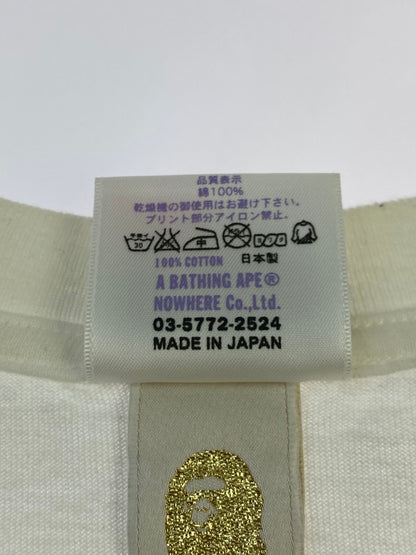 品質表示
綿100%
乾燥機の御使用はお避け下さい。
プリント部分アイロン禁止。
30 中
100% COTTON 日本製
A BATHING APE®
NOWHERE Co.,Ltd.
03-5772-2524
MADE IN JAPAN